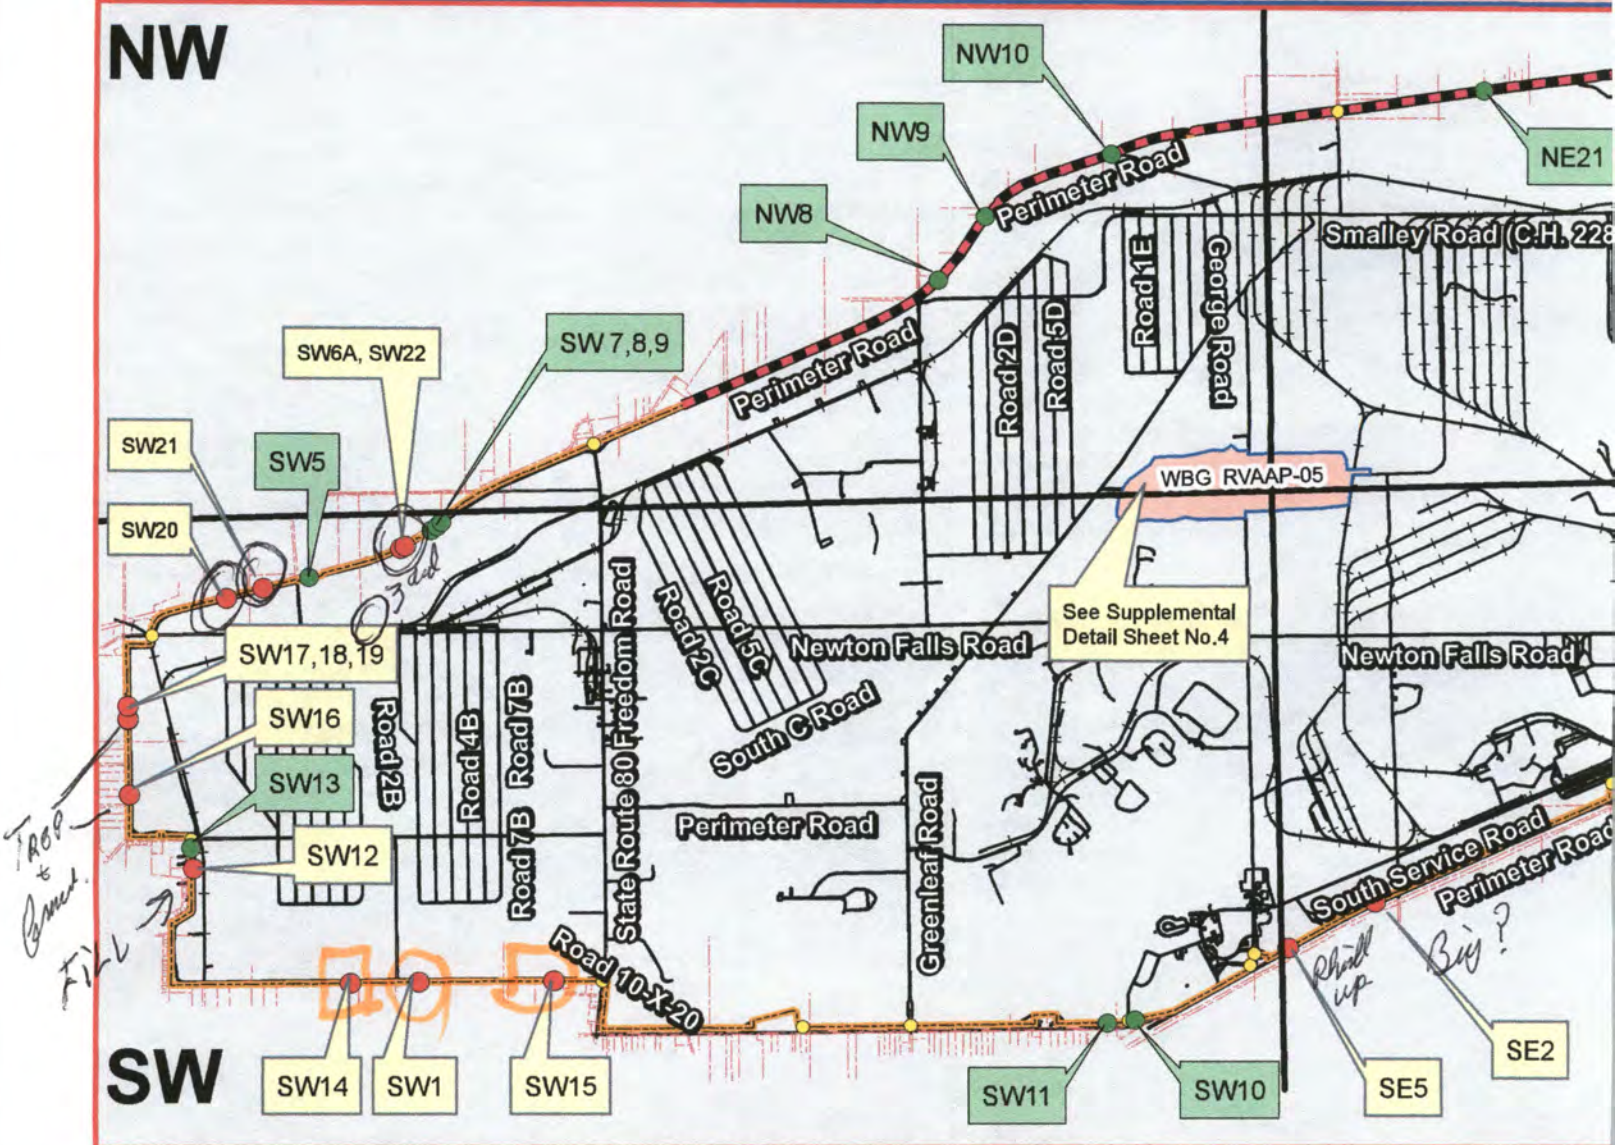 NW
NW10
NW9
NW8
NE21
Perimeter Road
Smalley Road (C.H. 228
Road 1E
George Road
Road 2D
Road 5D
Perimeter Road
SW6A, SW22
SW 7,8,9
SW21
SW5
SW20
WBG RVAAP-05
See Supplemental
Detail Sheet No.4
SW17,18,19
SW16
SW13
SW12
Road 2B
Road 4B
Road 7B
Road 7B
State Route 80 Freedom Road
Road 2C
Road 5C
South C Road
Newton Falls Road
Newton Falls Road
Perimeter Road
Greenleaf Road
South Service Road
Perimeter Road
Road 10-X-20
FILL
Big ?
up
SW
SW14
SW1
SW15
SW11
SW10
SE5
SE2